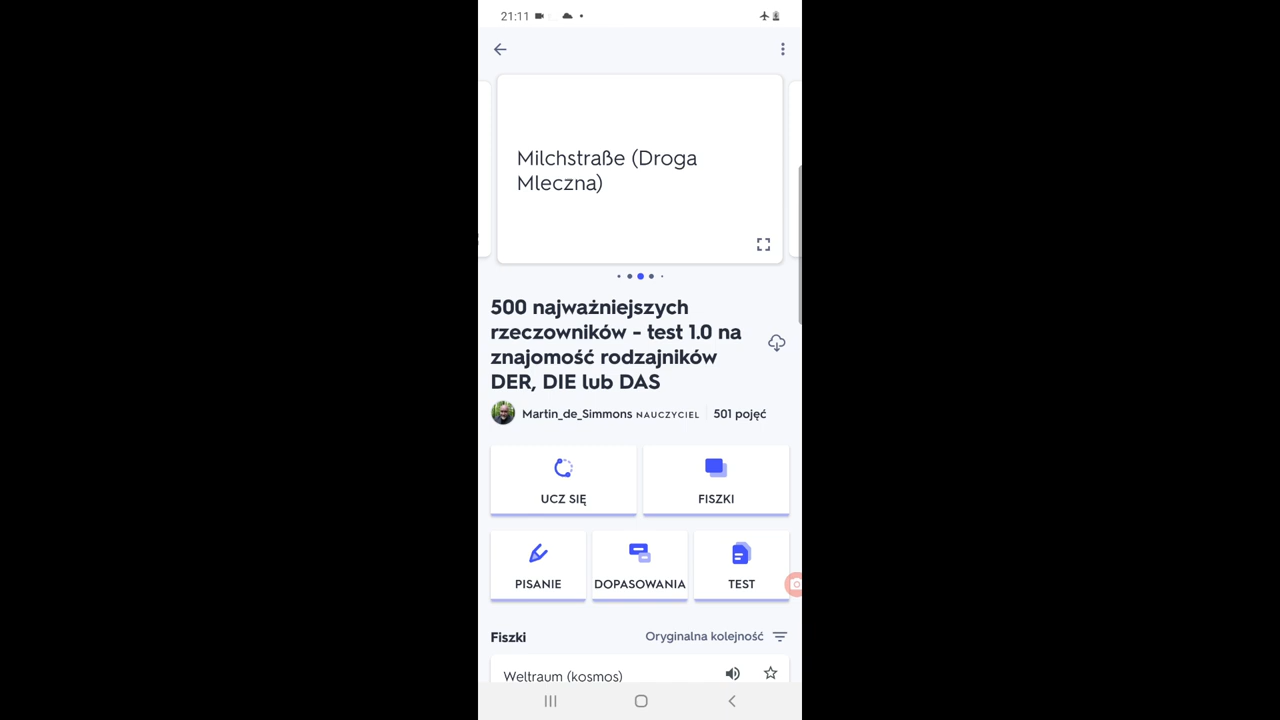 21:11
Milchstraße (Droga
Mleczna)
500 najważniejszych
rzeczowników - test 1.0 na
znajomość rodzajników
DER, DIE lub DAS
Martin_de_Simmons NAUCZYCIEL 501 pojęć
UCZ SIĘ FISZKI
PISANIE DOPASOWANIA TEST
Fiszki Oryginalna kolejność
Weltraum (kosmos)